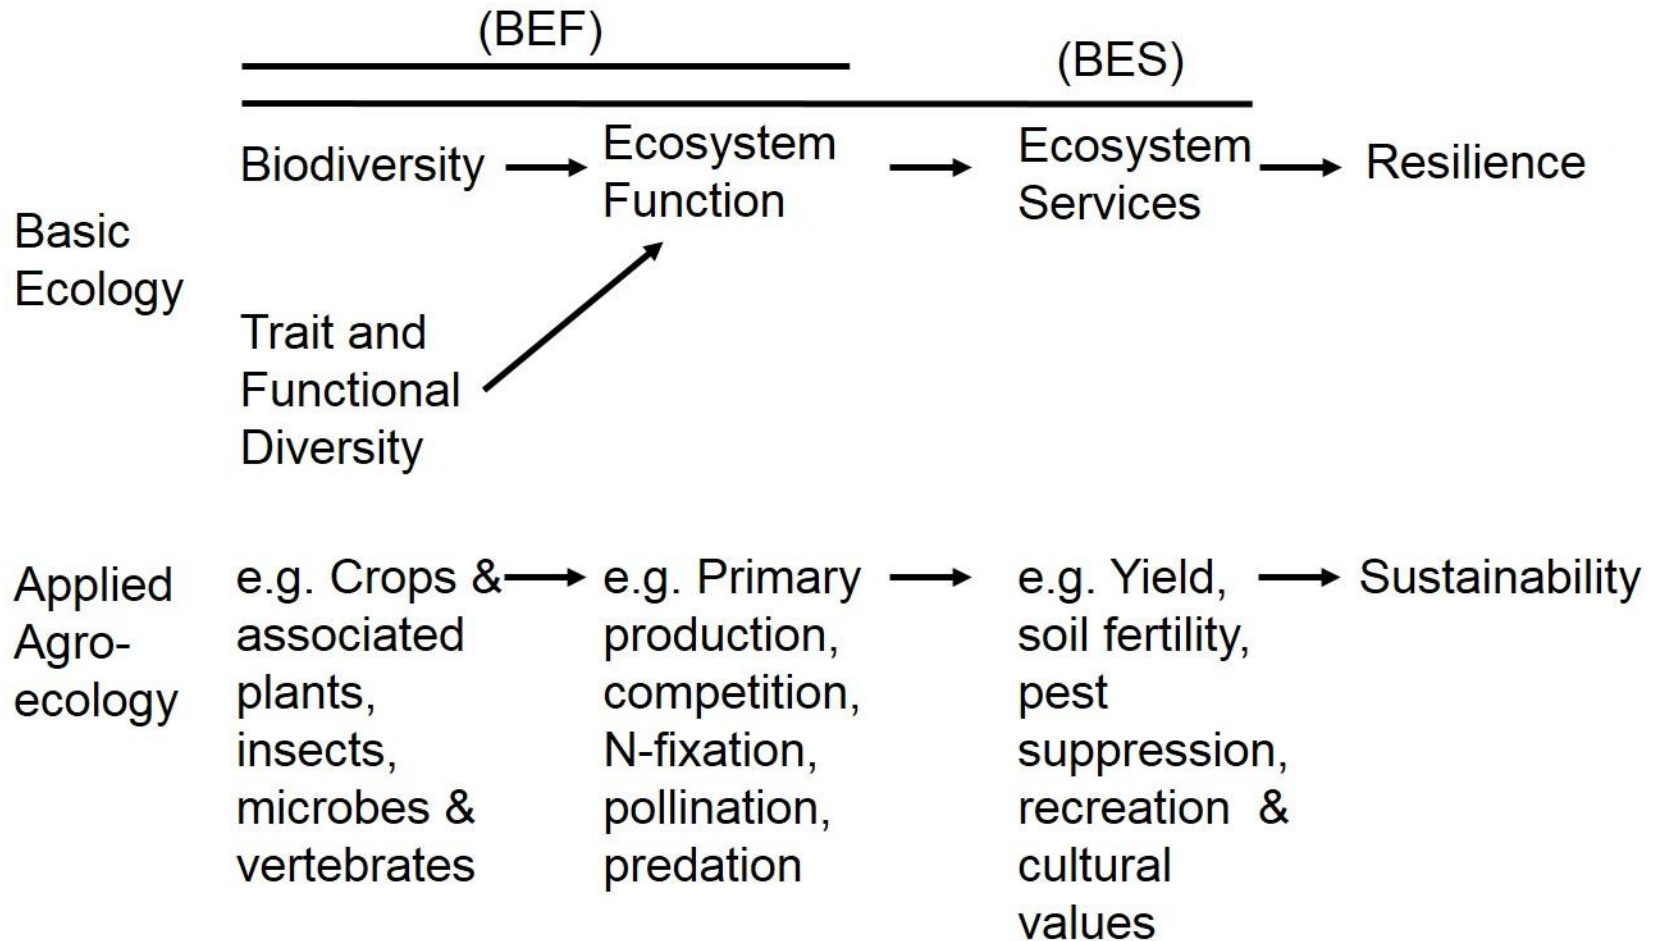 (BEF)
(BES)
Biodiversity
Ecosystem
Function
Ecosystem
Services
Resilience
Basic
Ecology
Trait and
Functional
Diversity
Applied
Agro-
ecology
e.g. Crops &
associated
plants,
insects,
microbes &
vertebrates
e.g. Primary
production,
competition,
N-fixation,
pollination,
predation
e.g. Yield,
soil fertility,
pest
suppression,
recreation &
cultural
values
Sustainability